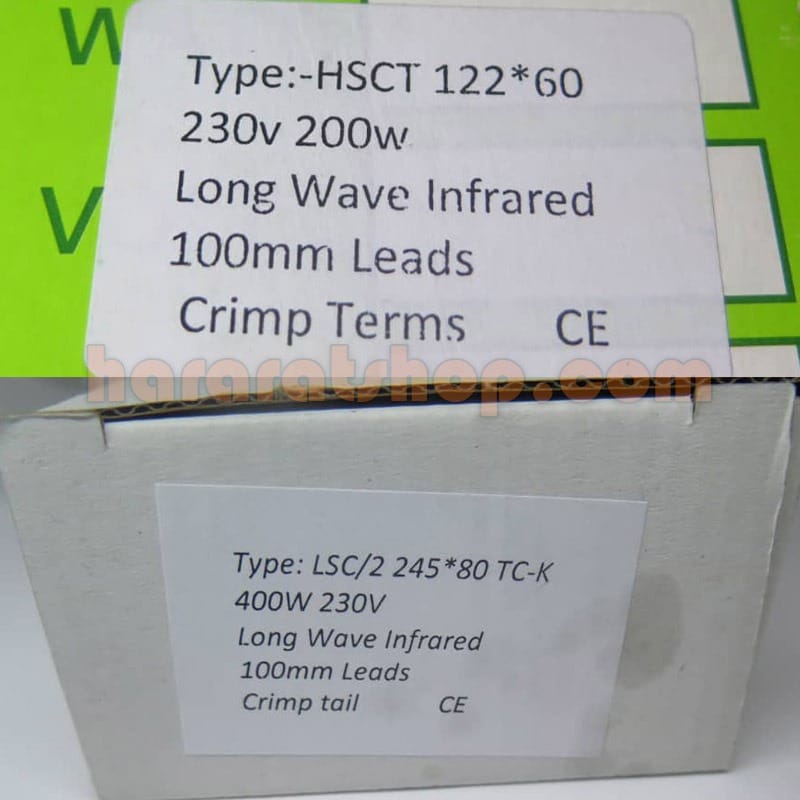 W
Type:-HSCT 122*60
230v 200w
V
Long Wave Infrared
100mm Leads
Crimp Terms CE
hararatshop.com
Type: LSC/2 245*80 TC-K
400W 230V
Long Wave Infrared
100mm Leads
Crimp tail CE